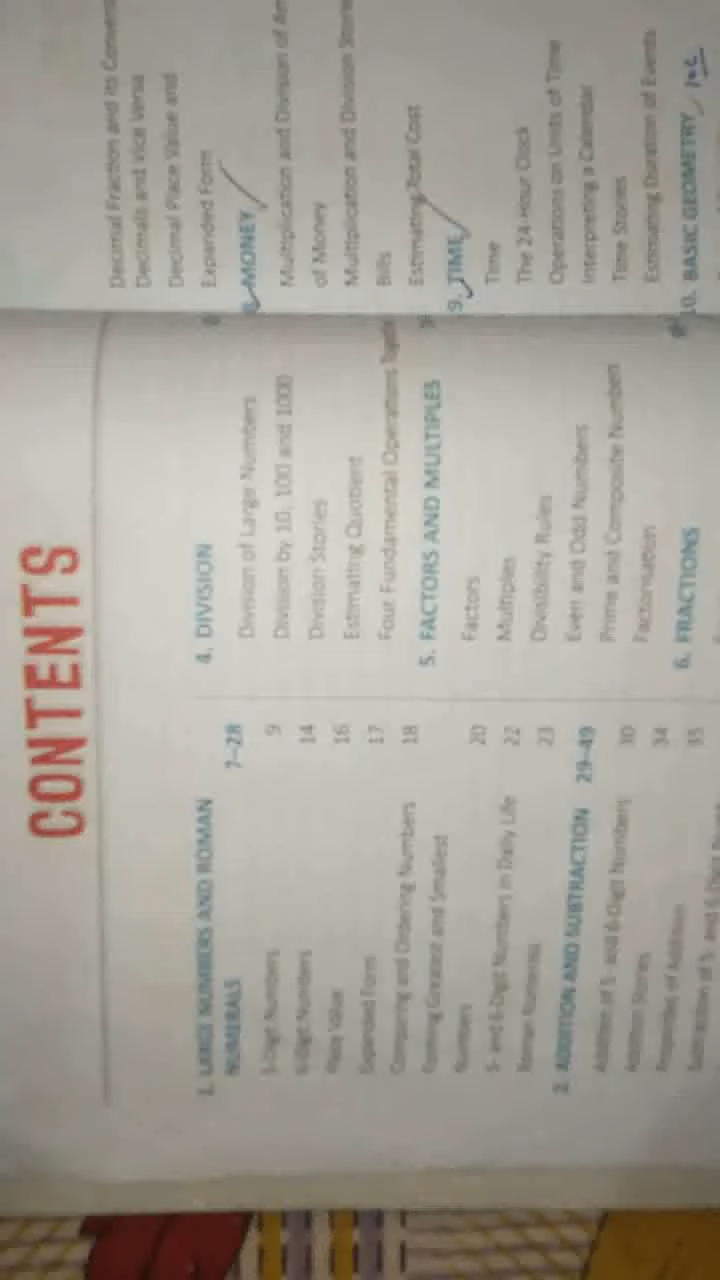 CONTENTS
1. LARGE NUMBERS AND ROMAN
NUMERALS 7–28
5-Digit Numbers 9
6-Digit Numbers 14
Place Value 16
Expanded Form 17
Comparing and Ordering Numbers 18
Forming Greatest and Smallest
Numbers 20
5- and 6-Digit Numbers in Daily Life 22
Roman Numerals 23
2. ADDITION AND SUBTRACTION 29–49
Addition of 5- and 6-Digit Numbers 30
Addition Stories 34
Properties of Addition 35
Subtraction of 5- and 6-Digit
4. DIVISION
Division of Large Numbers
Division by 10, 100 and 1000
Division Stories
Estimating Quotient
Four Fundamental Operations
5. FACTORS AND MULTIPLES
Factors
Multiples
Divisibility Rules
Even and Odd Numbers
Prime and Composite Numbers
Factorisation
6. FRACTIONS
Decimal Fraction and its
Decimals and Vice Versa
Decimal Place Value and
Expanded Form
MONEY
Multiplication and Division of
of Money
Multiplication and Division
Bills
Estimating Total Cost
9. TIME
Time
The 24-Hour Clock
Operations on Units of Time
Interpreting a Calendar
Time Stories
Estimating Duration of Events
10. BASIC GEOMETRY